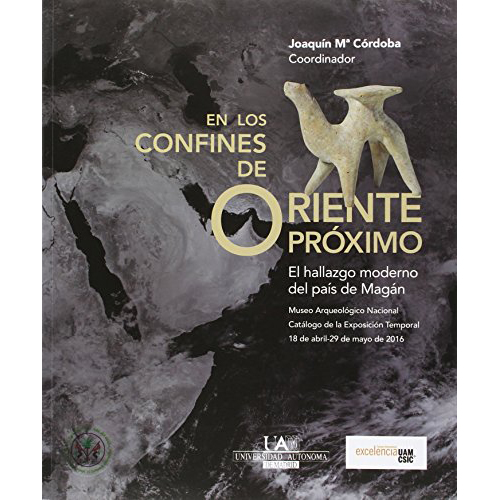 Joaquín Mª Córdoba
Coordinador
EN LOS
CONFINES
DE
ORIENTE
PRÓXIMO
El hallazgo moderno
del país de Magán
Museo Arqueológico Nacional
Catálogo de la Exposición Temporal
18 de abril-29 de mayo de 2016
UAM
UNIVERSIDAD AUTONOMA
DE MADRID
excelencia UAM
CSIC